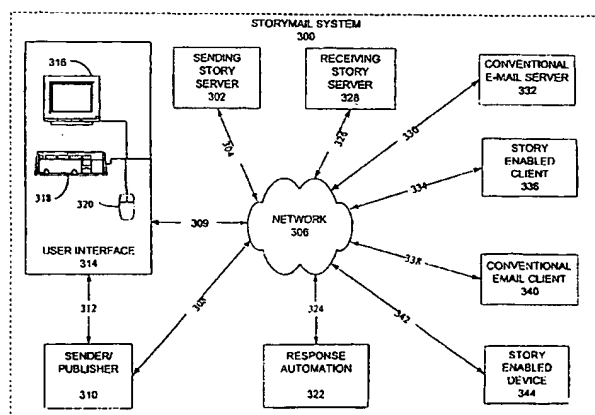 STORYMAIL SYSTEM
300
316
318
320
USER INTERFACE
314
SENDING
STORY
SERVER
302
RECEIVING
STORY
SERVER
328
CONVENTIONAL
E-MAIL SERVER
332
304
326
330
334
STORY
ENABLED
CLIENT
336
309
NETWORK
306
338
CONVENTIONAL
EMAIL CLIENT
340
312
308
324
342
SENDER/
PUBLISHER
310
RESPONSE
AUTOMATION
322
STORY
ENABLED
DEVICE
344